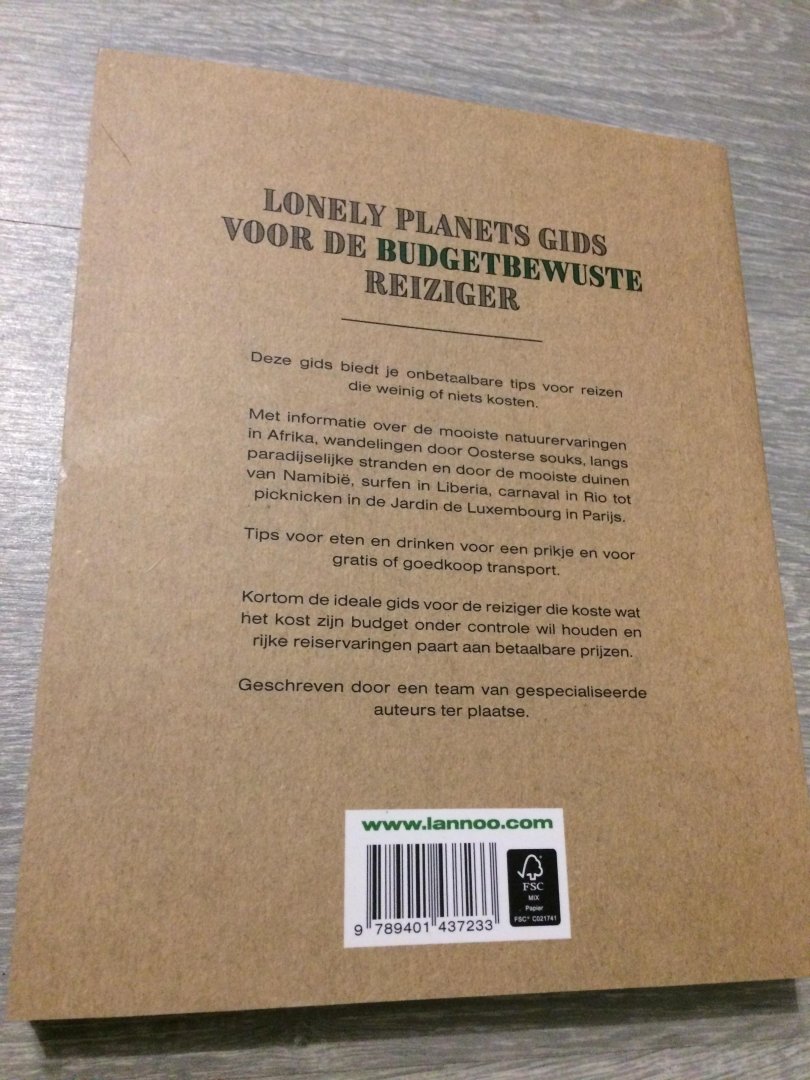 LONELY PLANETS GIDS
VOOR DE BUDGETBEWUSTE
REIZIGER
Deze gids biedt je onbetaalbare tips voor reizen
die weinig of niets kosten.
Met informatie over de mooiste natuurervaringen
in Afrika, wandelingen door Oosterse souks, langs
paradijselijke stranden en door de mooiste duinen
van Namibië, surfen in Liberia, carnaval in Rio tot
picknicken in de Jardin de Luxembourg in Parijs.
Tips voor eten en drinken voor een prikje en voor
gratis of goedkoop transport.
Kortom de ideale gids voor de reiziger die koste wat
het kost zijn budget onder controle wil houden en
rijke reiservaringen paart aan betaalbare prijzen.
Geschreven door een team van gespecialiseerde
auteurs ter plaatse.
www.lannoo.com
9 789401 437233
FSC
MIX
Papier
FSC® C021741